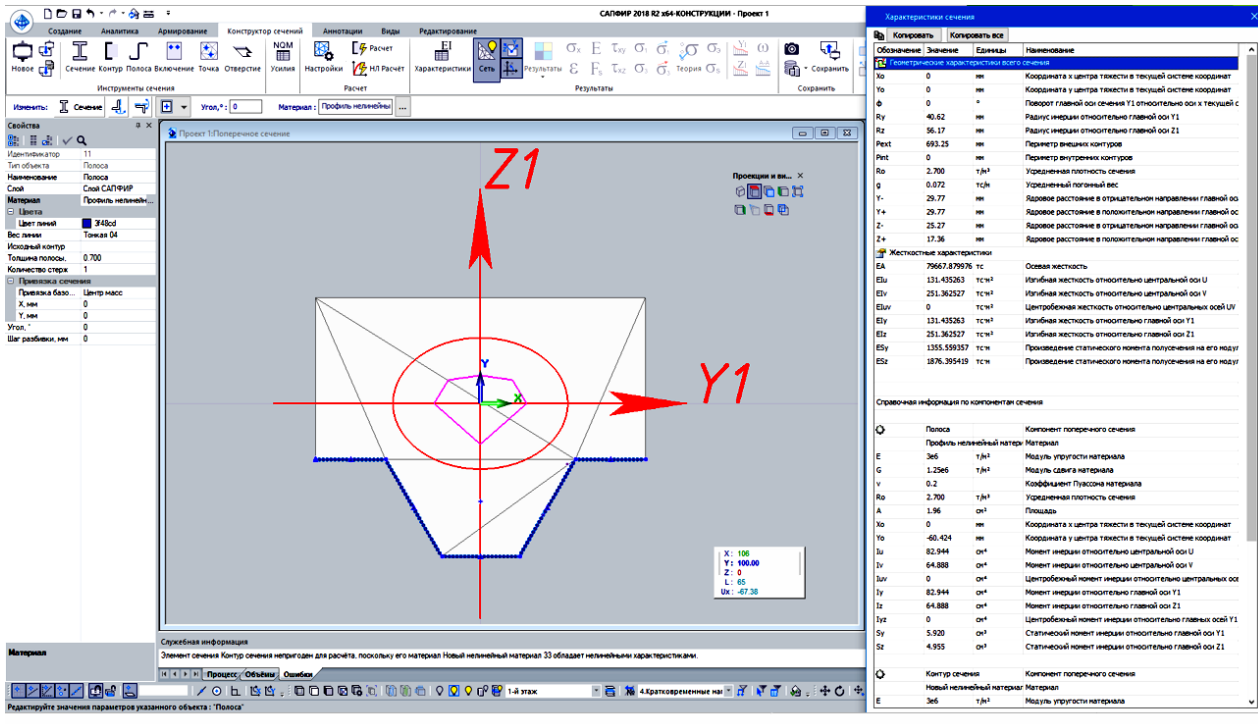 САПФИР 2018 R2 x64-КОНСТРУКЦИИ - Проект 1
Создание Аналитика Армирование Конструктор сечений Аннотации Виды Редактирование
NQM EI σx E τxy σ1 σ3 ω
Расчет
НЛ Расчет
ε τxz Теория
Новое Сечение Контур Полоса Включение Точка Отверстие Усилия Настройки Характеристики Сеть Результаты Сохранить
Инструменты сечения Расчет Результаты Сохранить
Изменить: Сечение Угол,°: 0 Материал: Профиль нелинейны ...
Свойства
Идентификатор 11
Тип объекта Полоса
Наименование Полоса
Слой Слой САПФИР
Материал Профиль нелинейн...
Цвета
Цвет линий 3f48cd
Вес линии Тонкая 04
Исходный контур
Толщина полосы, 0.700
Количество стерж 1
Привязка сечения
Привязка базо... Центр масс
X, мм 0
Y, мм 0
Угол, ° 0
Шаг разбивки, мм 0
Материал
Редактируйте значения параметров указанного объекта : "Полоса"
Проект 1:Поперечное сечение
Проекции и ви...
Z1
Y1
Y
X
X : 106
Y : 100.00
Z : 0
L : 65
Ux : -67.38
Служебная информация
Элемент сечения Контур сечения непригоден для расчёта, поскольку его материал Новый нелинейный материал 33 обладает нелинейными характеристиками.
Процесс Объёмы Ошибки
1-й этаж 4.Кратковременные наг
Характеристики сечения
Копировать Копировать все
Обозначение Значение Единицы Наименование
Геометрические характеристики всего сечения
Xo 0 мм Координата x центра тяжести в текущей системе координат
Yo 0 мм Координата y центра тяжести в текущей системе координат
ф 0 ° Поворот главной оси сечения Y1 относительно оси x текущей с
Ry 40.62 мм Радиус инерции относительно главной оси Y1
Rz 56.17 мм Радиус инерции относительно главной оси Z1
Pext 693.25 мм Периметр внешних контуров
Pint 0 мм Периметр внутренних контуров
Ro 2.700 т/м³ Усредненная плотность сечения
g 0.072 тс/м Усредненный погонный вес
Y- 29.77 мм Ядровое расстояние в отрицательном направлении главной ос
Y+ 29.77 мм Ядровое расстояние в положительном направлении главной ос
Z- 25.27 мм Ядровое расстояние в отрицательном направлении главной ос
Z+ 17.36 мм Ядровое расстояние в положительном направлении главной ос
Жесткостные характеристики
EA 79667.879976 тс Осевая жесткость
EIu 131.435263 тс*м² Изгибная жесткость относительно центральной оси U
EIv 251.362527 тс*м² Изгибная жесткость относительно центральной оси V
EIuv 0 тс*м² Центробежная жесткость относительно центральных осей UV
EIy 131.435263 тс*м² Изгибная жесткость относительно главной оси Y1
EIz 251.362527 тс*м² Изгибная жесткость относительно главной оси Z1
ESy 1355.559357 тс*м Произведение статического момента полусечения на его модул
ESz 1876.395419 тс*м Произведение статического момента полусечения на его модул
Справочная информация по компонентам сечения
Полоса Компонент поперечного сечения
Профиль нелинейный матери Материал
E 3e6 т/м² Модуль упругости материала
G 1.25e6 т/м² Модуль сдвига материала
v 0.2 Коэффициент Пуассона материала
Ro 2.700 т/м³ Усредненная плотность сечения
A 1.96 см² Площадь
Xo 0 мм Координата x центра тяжести в текущей системе координат
Yo -60.424 мм Координата y центра тяжести в текущей системе координат
Iu 82.944 см⁴ Момент инерции относительно центральной оси U
Iv 64.888 см⁴ Момент инерции относительно центральной оси V
Iuv 0 см⁴ Центробежный момент инерции относительно центральных осе
Iy 82.944 см⁴ Момент инерции относительно главной оси Y1
Iz 64.888 см⁴ Момент инерции относительно главной оси Z1
Iyz 0 см⁴ Центробежный момент инерции относительно главных осей Y1
Sy 5.920 см³ Статический момент инерции относительно главной оси Y1
Sz 4.955 см³ Статический момент инерции относительно главной оси Z1
Контур сечения Компонент поперечного сечения
Новый нелинейный материал Материал
E 3e6 т/м² Модуль упругости материала